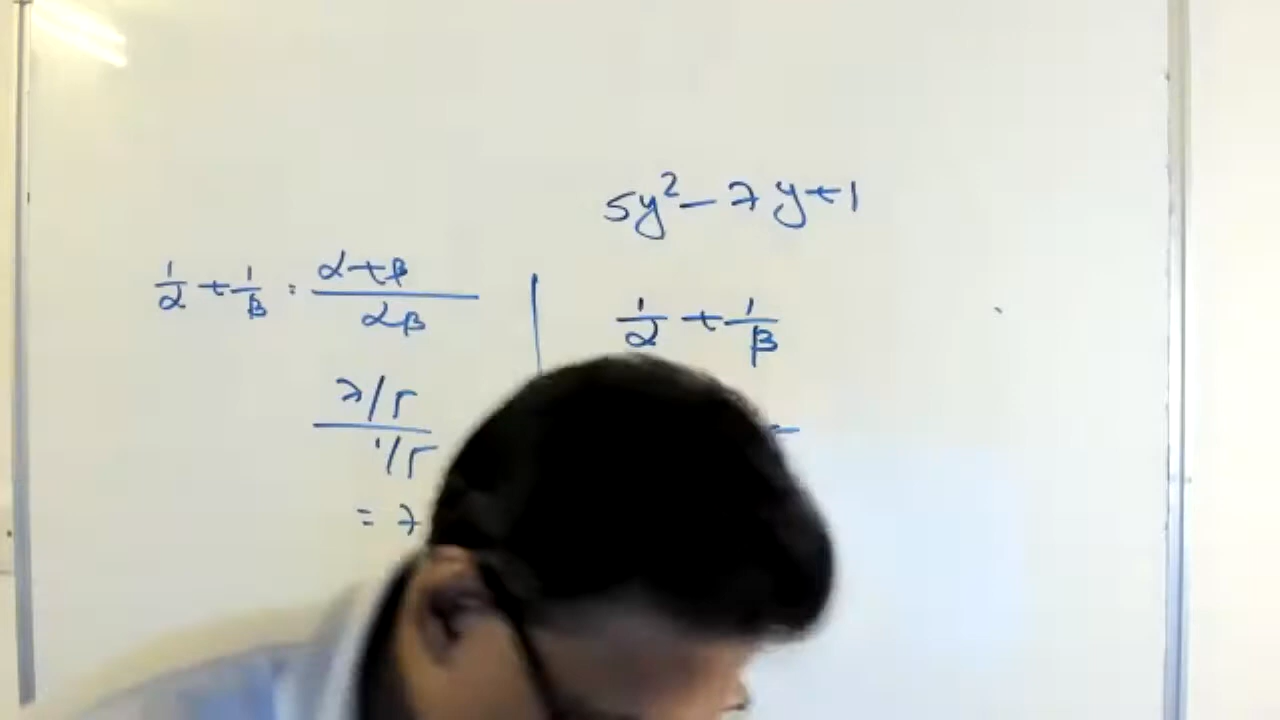 5y² - 7y + 1
1/α + 1/β = α + β / αβ
7/5 / 1/5
= 7
1/α + 1/β